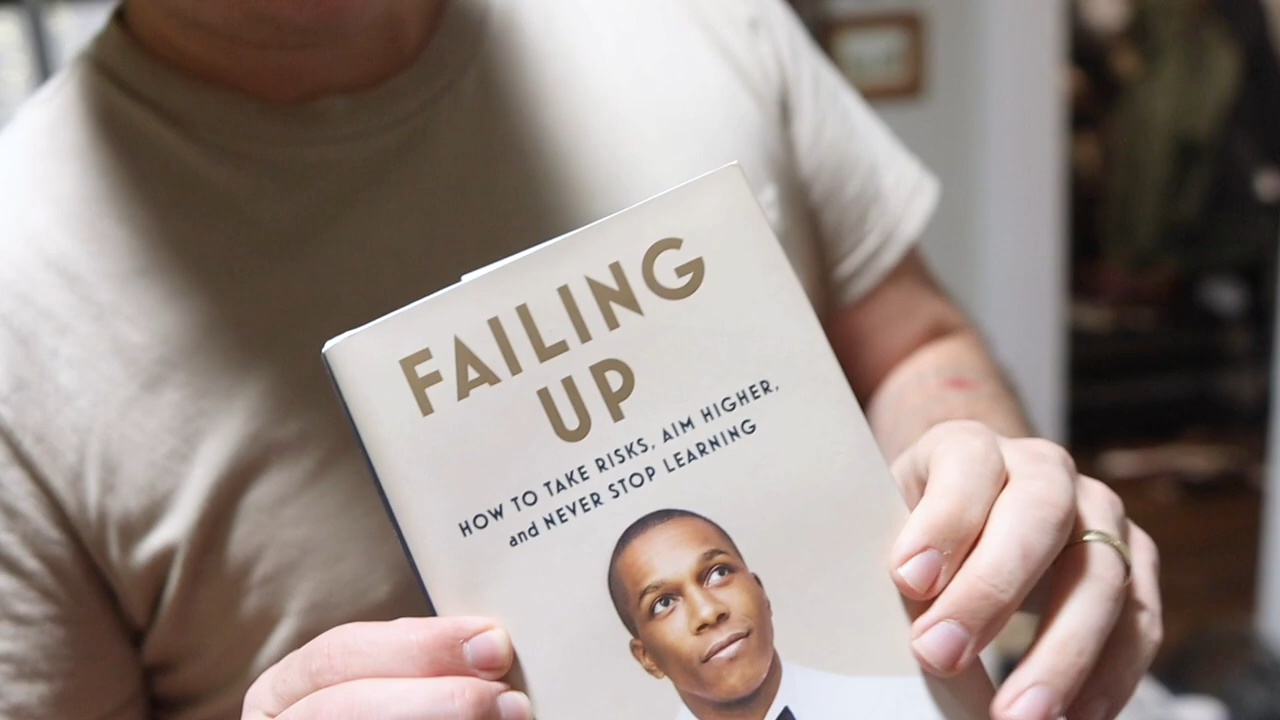 FAILING
UP
HOW TO TAKE RISKS, AIM HIGHER,
and NEVER STOP LEARNING